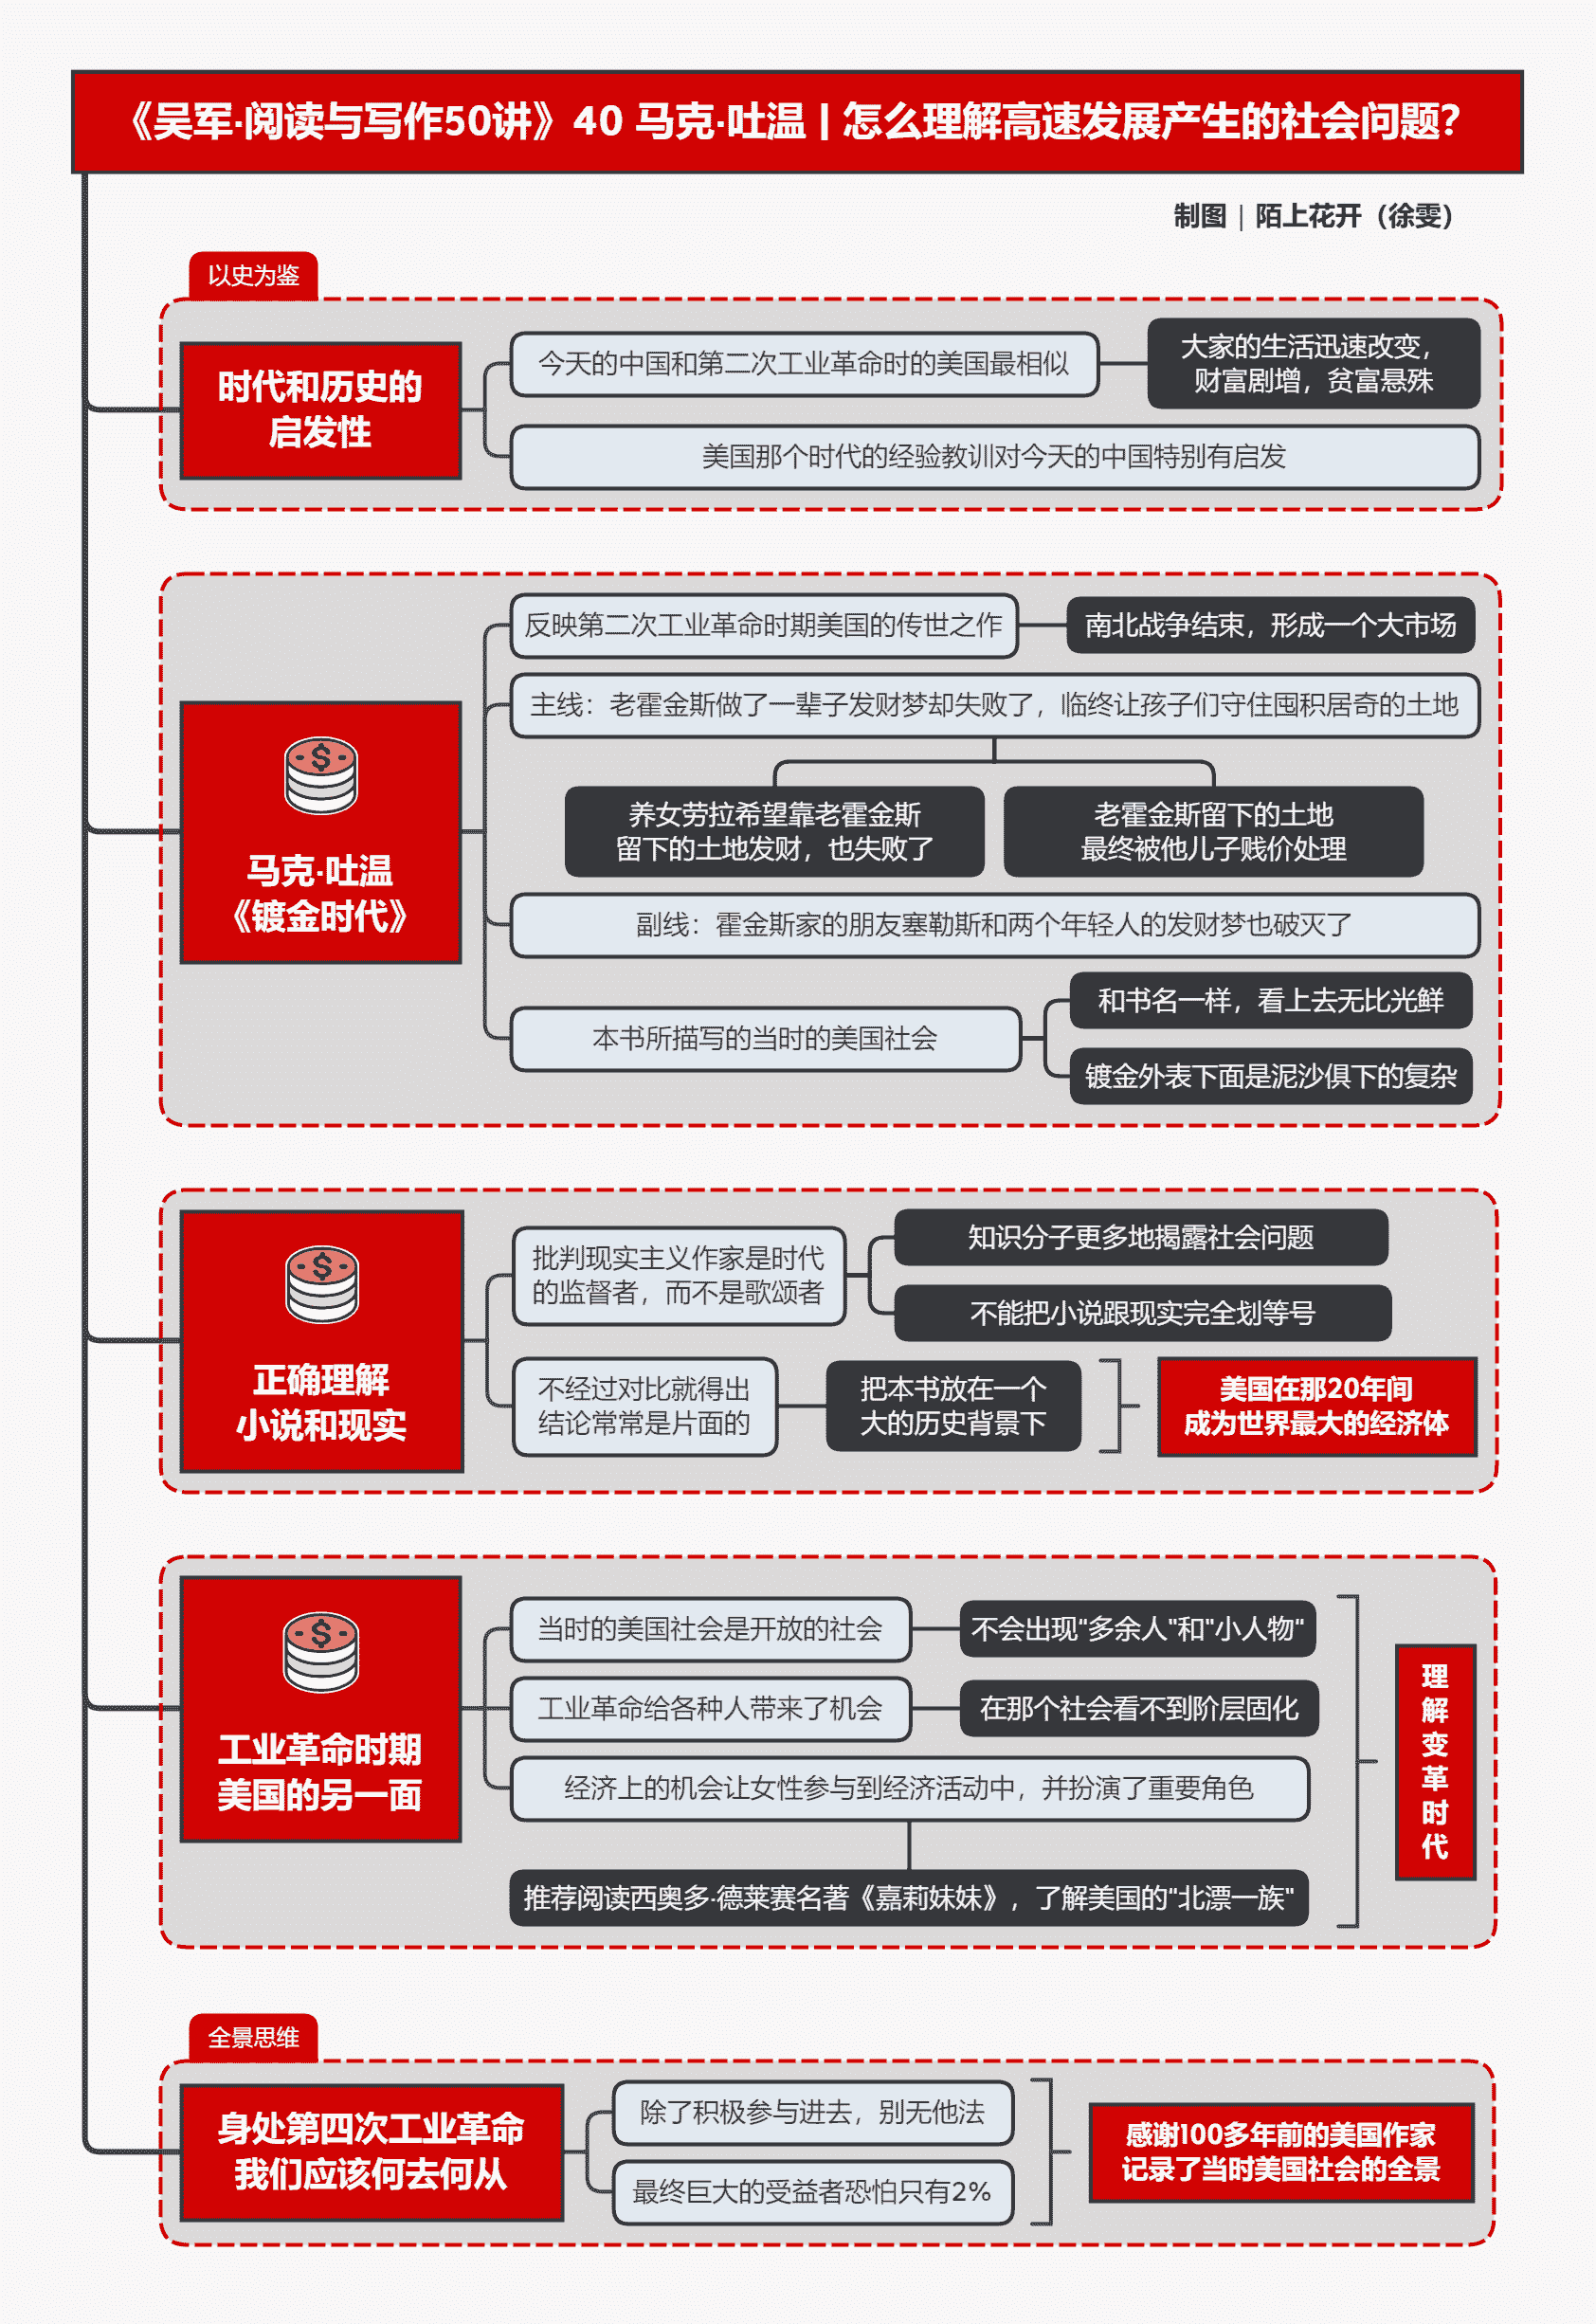 《吴军·阅读与写作50讲》40 马克·吐温 | 怎么理解高速发展产生的社会问题？
制图｜陌上花开（徐雯）
以史为鉴
时代和历史的
启发性
今天的中国和第二次工业革命时的美国最相似
大家的生活迅速改变，
财富剧增，贫富悬殊
美国那个时代的经验教训对今天的中国特别有启发
马克·吐温
《镀金时代》
反映第二次工业革命时期美国的传世之作
南北战争结束，形成一个大市场
主线：老霍金斯做了一辈子发财梦却失败了，临终让孩子们守住囤积居奇的土地
养女劳拉希望靠老霍金斯
留下的土地发财，也失败了
老霍金斯留下的土地
最终被他儿子贱价处理
副线：霍金斯家的朋友塞勒斯和两个年轻人的发财梦也破灭了
本书所描写的当时的美国社会
和书名一样，看上去无比光鲜
镀金外表下面是泥沙俱下的复杂
正确理解
小说和现实
批判现实主义作家是时代
的监督者，而不是歌颂者
知识分子更多地揭露社会问题
不能把小说跟现实完全划等号
不经过对比就得出
结论常常是片面的
把本书放在一个
大的历史背景下
美国在那20年间
成为世界最大的经济体
工业革命时期
美国的另一面
当时的美国社会是开放的社会
不会出现"多余人"和"小人物"
工业革命给各种人带来了机会
在那个社会看不到阶层固化
经济上的机会让女性参与到经济活动中，并扮演了重要角色
推荐阅读西奥多·德莱赛名著《嘉莉妹妹》，了解美国的"北漂一族"
理解变革时代
全景思维
身处第四次工业革命
我们应该何去何从
除了积极参与进去，别无他法
最终巨大的受益者恐怕只有2%
感谢100多年前的美国作家
记录了当时美国社会的全景